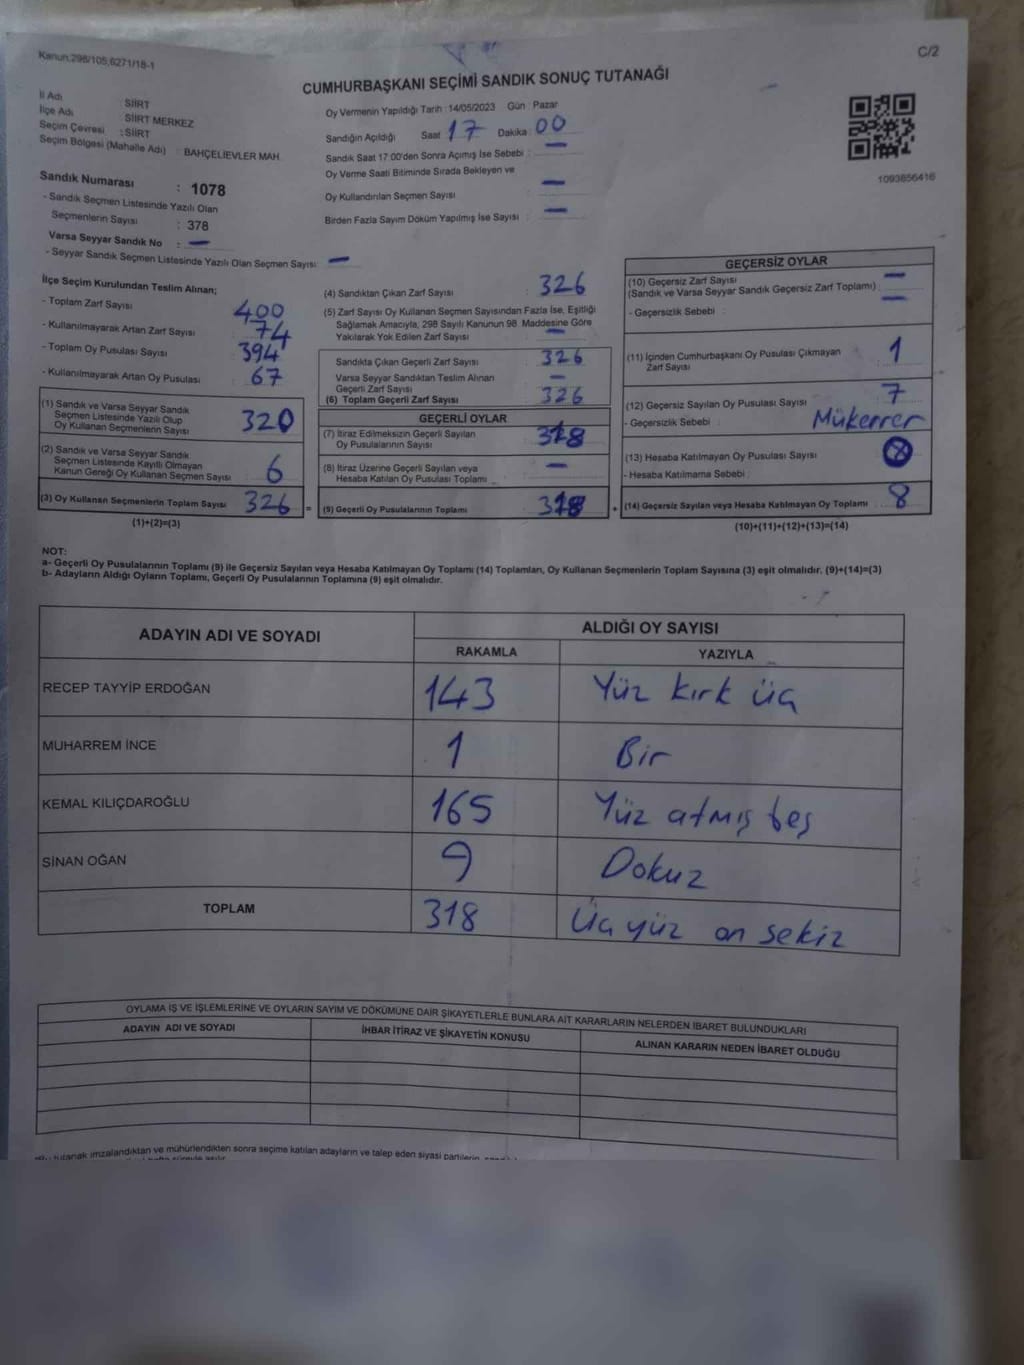 Kanun:298/105,6271/18-1
C/2
CUMHURBAŞKANI SEÇİMİ SANDIK SONUÇ TUTANAĞI
İl Adı SİİRT
İlçe Adı SİİRT MERKEZ
Seçim Çevresi : SİİRT
Seçim Bölgesi (Mahalle Adı) : BAHÇELİEVLER MAH.
Sandık Numarası : 1078
- Sandık Seçmen Listesinde Yazılı Olan
Seçmenlerin Sayısı : 378
Varsa Seyyar Sandık No : —
- Seyyar Sandık Seçmen Listesinde Yazılı Olan Seçmen Sayısı: —
Oy Vermenin Yapıldığı Tarih : 14/05/2023 Gün : Pazar
Sandığın Açıldığı Saat 17 Dakika : 00
Sandık Saat 17:00'den Sonra Açımış İse Sebebi : —
Oy Verme Saati Bitiminde Sırada Bekleyen ve
Oy Kullandırılan Seçmen Sayısı : —
Birden Fazla Sayım Döküm Yapılmış İse Sayısı : —
1093856416
İlçe Seçim Kurulundan Teslim Alınan;
- Toplam Zarf Sayısı : 400
- Kullanılmayarak Artan Zarf Sayısı : 74
- Toplam Oy Pusulası Sayısı : 394
- Kullanılmayarak Artan Oy Pusulası : 67
(1) Sandık ve Varsa Seyyar Sandık
Seçmen Listesinde Yazılı Olup
Oy Kullanan Seçmenlerin Sayısı 320
(2) Sandık ve Varsa Seyyar Sandık
Seçmen Listesinde Kayıtlı Olmayan
Kanun Gereği Oy Kullanan Seçmen Sayısı 6
(3) Oy Kullanan Seçmenlerin Toplam Sayısı 326
(1)+(2)=(3)
(4) Sandıktan Çıkan Zarf Sayısı : 326
(5) Zarf Sayısı Oy Kullanan Seçmen Sayısından Fazla İse, Eşitliği
Sağlamak Amacıyla, 298 Sayılı Kanunun 98. Maddesine Göre
Yakılarak Yok Edilen Zarf Sayısı : —
Sandıkta Çıkan Geçerli Zarf Sayısı : 326
Varsa Seyyar Sandıktan Teslim Alınan
Geçerli Zarf Sayısı : —
(6) Toplam Geçerli Zarf Sayısı : 326
GEÇERLİ OYLAR
(7) İtiraz Edilmeksizin Geçerli Sayılan
Oy Pusulalarının Sayısı : 318
(8) İtiraz Üzerine Geçerli Sayılan veya
Hesaba Katılan Oy Pusulası Toplamı : —
= (9) Geçerli Oy Pusulalarının Toplamı 318 +
GEÇERSİZ OYLAR
(10) Geçersiz Zarf Sayısı
(Sandık ve Varsa Seyyar Sandık Geçersiz Zarf Toplamı) : —
- Geçersizlik Sebebi : —
(11) İçinden Cumhurbaşkanı Oy Pusulası Çıkmayan
Zarf Sayısı : 1
(12) Geçersiz Sayılan Oy Pusulası Sayısı : 7
- Geçersizlik Sebebi : Mükerrer
(13) Hesaba Katılmayan Oy Pusulası Sayısı :
- Hesaba Katılmama Sebebi :
(14) Geçersiz Sayılan veya Hesaba Katılmayan Oy Toplamı : 8
(10)+(11)+(12)+(13)=(14)
NOT:
a- Geçerli Oy Pusulalarının Toplamı (9) ile Geçersiz Sayılan veya Hesaba Katılmayan Oy Toplamı (14) Toplamları, Oy Kullanan Seçmenlerin Toplam Sayısına (3) eşit olmalıdır. (9)+(14)=(3)
b- Adayların Aldığı Oyların Toplamı, Geçerli Oy Pusulalarının Toplamına (9) eşit olmalıdır.
ADAYIN ADI VE SOYADI ALDIĞI OY SAYISI
RAKAMLA YAZIYLA
RECEP TAYYİP ERDOĞAN 143 Yüz kırk üç
MUHARREM İNCE 1 Bir
KEMAL KILIÇDAROĞLU 165 Yüz atmış beş
SİNAN OĞAN 9 Dokuz
TOPLAM 318 Üç yüz on sekiz
OYLAMA İŞ VE İŞLEMLERİNE VE OYLARIN SAYIM VE DÖKÜMÜNE DAİR ŞİKAYETLERLE BUNLARA AİT KARARLARIN NELERDEN İBARET BULUNDUKLARI
ADAYIN ADI VE SOYADI İHBAR İTİRAZ VE ŞİKAYETİN KONUSU ALINAN KARARIN NEDEN İBARET OLDUĞU
tutanak imzalandıktan ve mühürlendikten sonra seçime katılan adayların ve talep eden siyasi partilerin